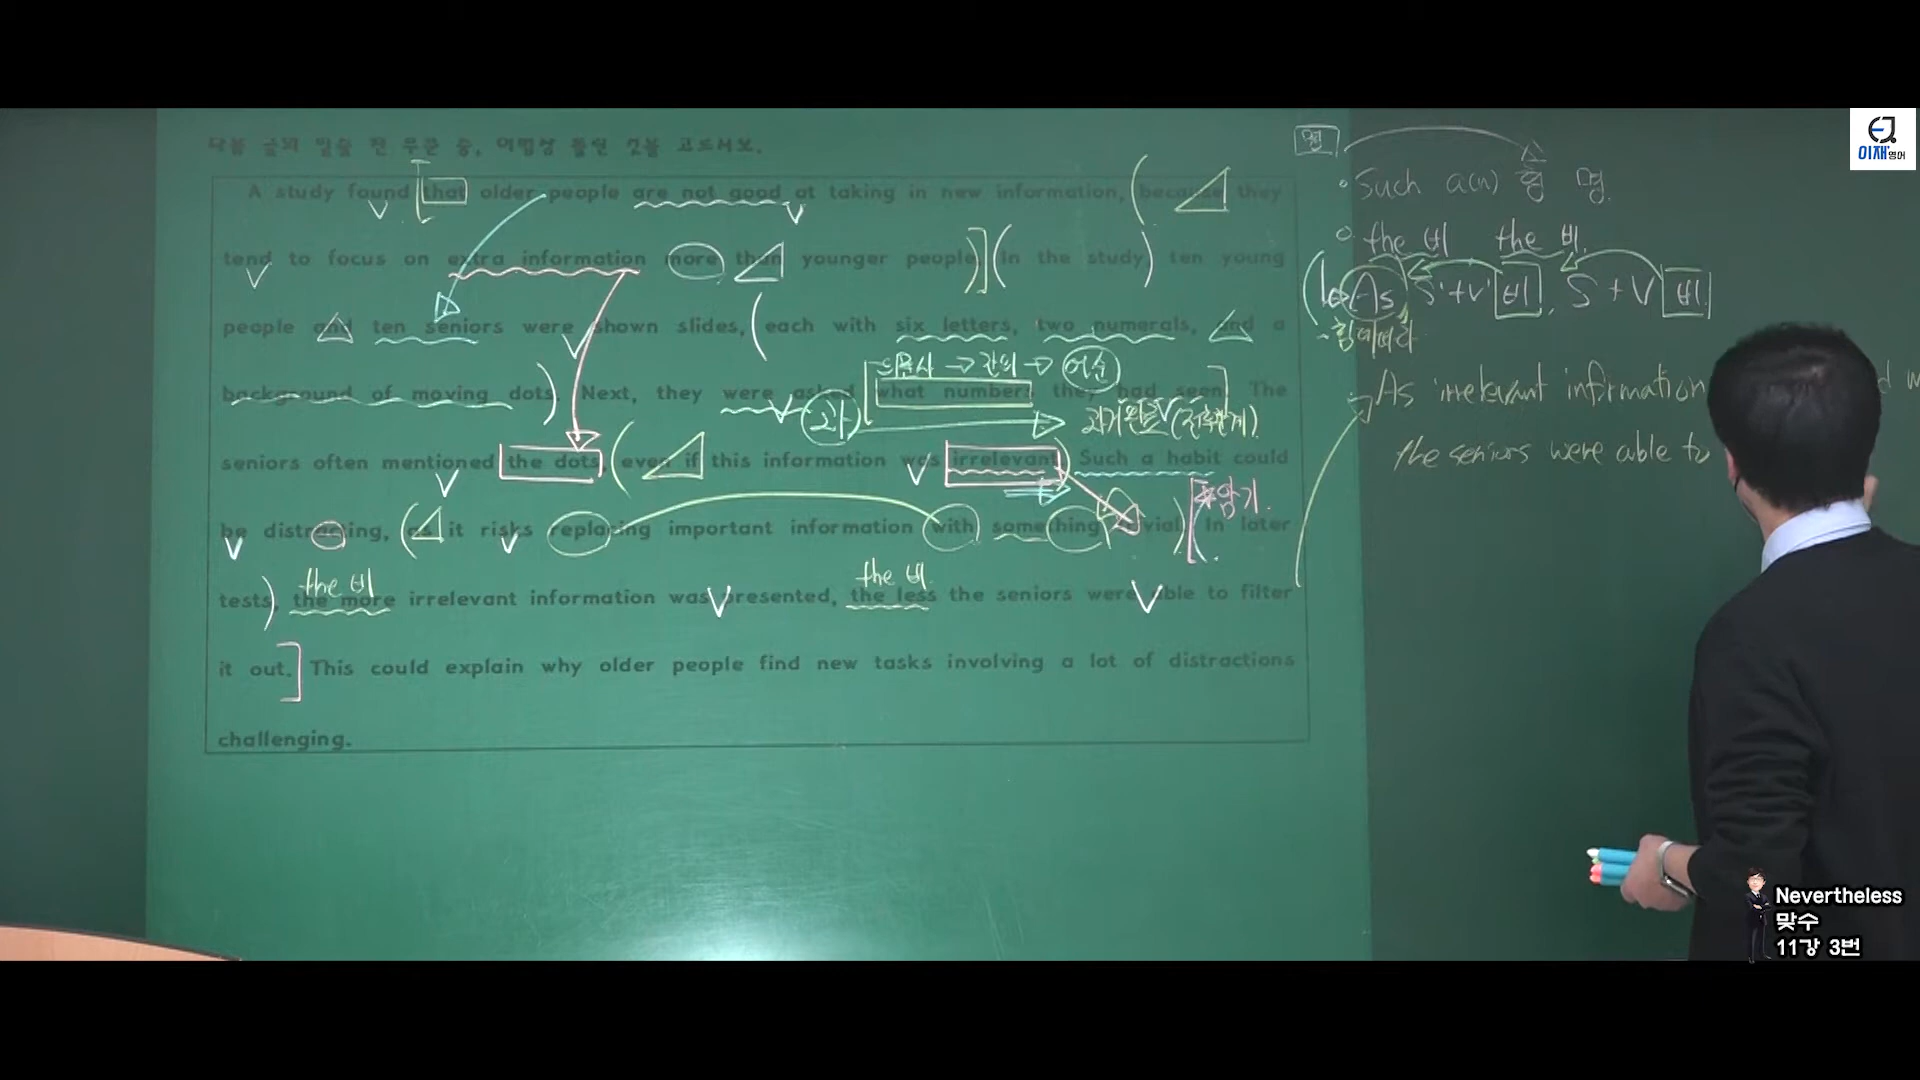 다음 글의 밑줄 친 부분 중, 어법상 틀린 것을 고르시오.
A study found that older people are not good at taking in new information, because they
tend to focus on extra information more than younger people. In the study, ten young
people and ten seniors were shown slides, each with six letters, two numerals, and a
의문사 → 간의 → 어순
background of moving dots. Next, they were asked what numbers they had seen. The
과거완료 (전후관계)
seniors often mentioned the dots, even if this information was irrelevant. Such a habit could
암기.
be distracting, as it risks replacing important information with something trivial. In later
the 비 the 비
tests, the more irrelevant information was presented, the less the seniors were able to filter
it out. This could explain why older people find new tasks involving a lot of distractions
challenging.
Such a(n) 형 명
the 비 the 비.
As S'+V' 비, S+V 비
As irrelevant information
the seniors were able to
이재영어
Nevertheless
맞수
11강 3번